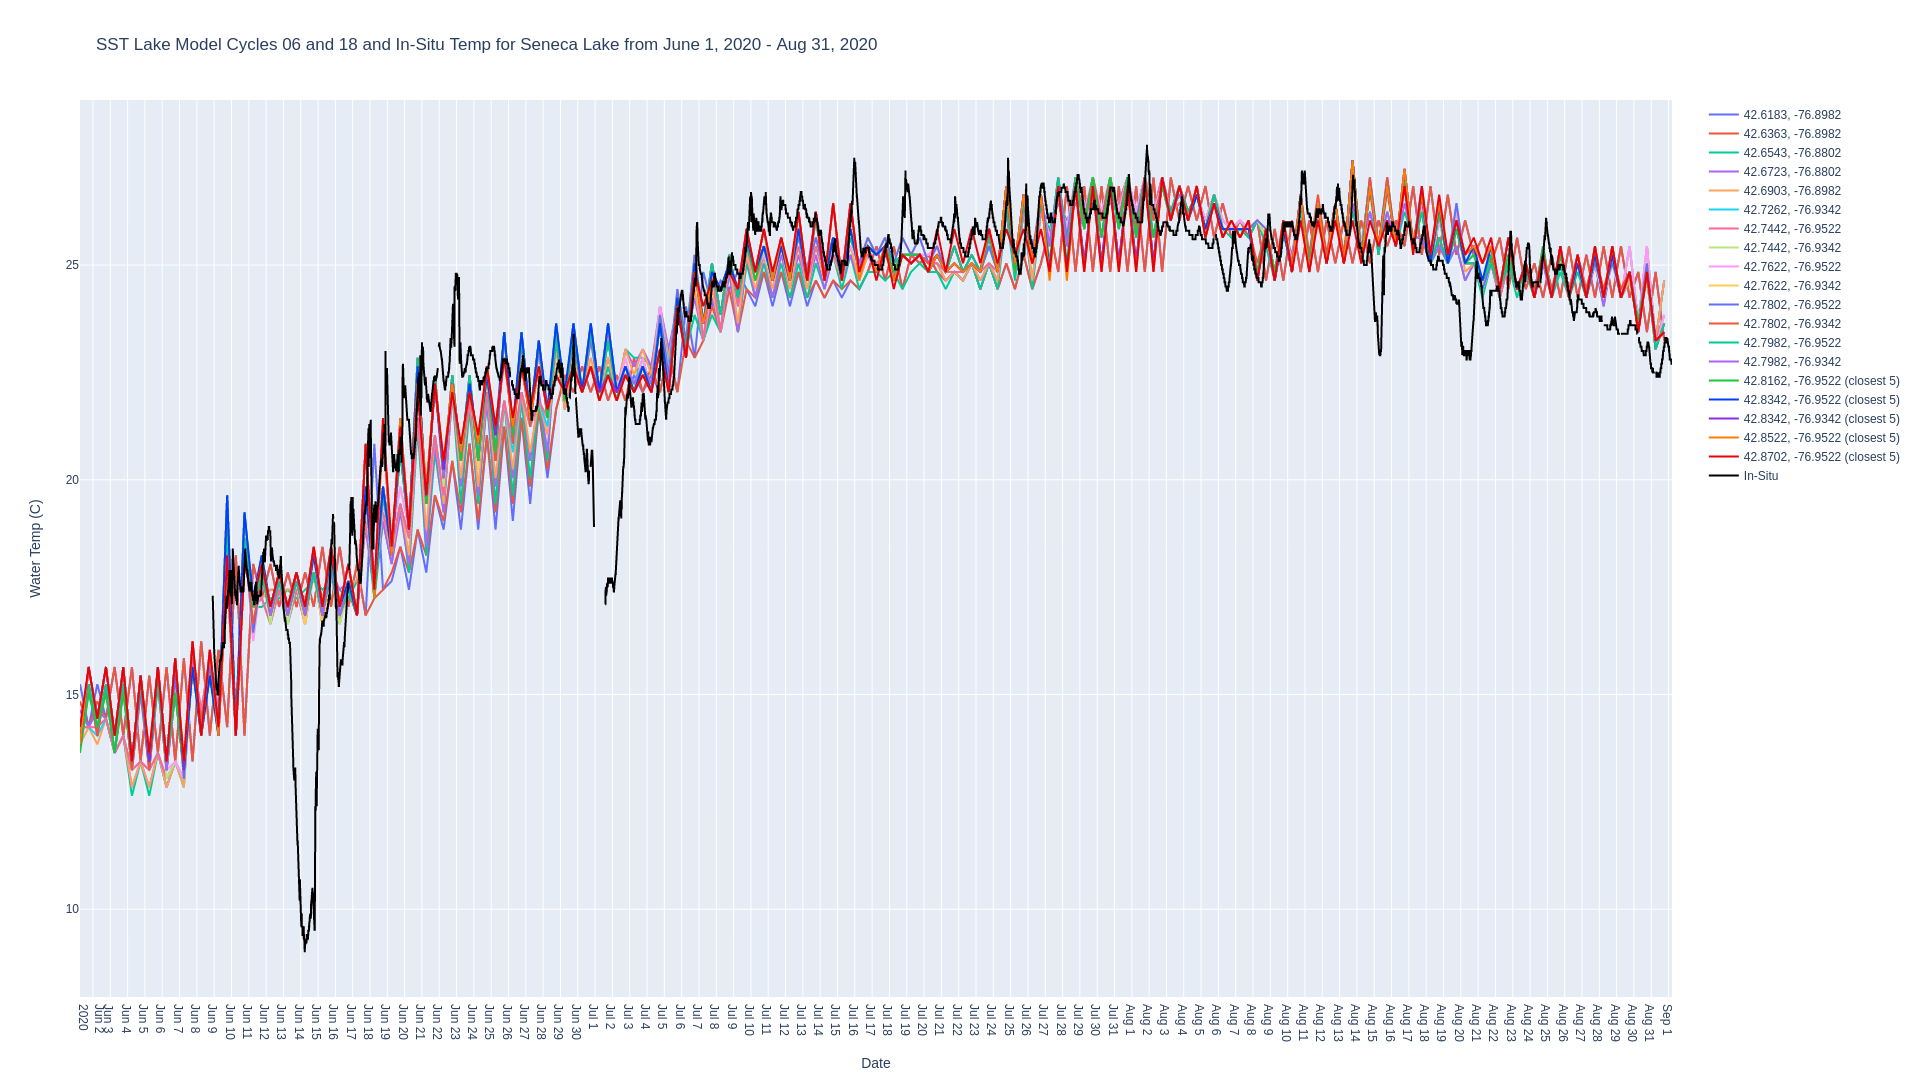 SST Lake Model Cycles 06 and 18 and In-Situ Temp for Seneca Lake from June 1, 2020 - Aug 31, 2020
42.6183, -76.8982
42.6363, -76.8982
42.6543, -76.8802
42.6723, -76.8802
42.6903, -76.8982
42.7262, -76.9342
42.7442, -76.9522
42.7442, -76.9342
42.7622, -76.9522
42.7622, -76.9342
42.7802, -76.9522
42.7802, -76.9342
42.7982, -76.9522
42.7982, -76.9342
42.8162, -76.9522 (closest 5)
42.8342, -76.9522 (closest 5)
42.8342, -76.9342 (closest 5)
42.8522, -76.9522 (closest 5)
42.8702, -76.9522 (closest 5)
In-Situ
Water Temp (C)
25
20
15
10
2020
Jun 2
Jun 3
Jun 4
Jun 5
Jun 6
Jun 7
Jun 8
Jun 9
Jun 10
Jun 11
Jun 12
Jun 13
Jun 14
Jun 15
Jun 16
Jun 17
Jun 18
Jun 19
Jun 20
Jun 21
Jun 22
Jun 23
Jun 24
Jun 25
Jun 26
Jun 27
Jun 28
Jun 29
Jun 30
Jul 1
Jul 2
Jul 3
Jul 4
Jul 5
Jul 6
Jul 7
Jul 8
Jul 9
Jul 10
Jul 11
Jul 12
Jul 13
Jul 14
Jul 15
Jul 16
Jul 17
Jul 18
Jul 19
Jul 20
Jul 21
Jul 22
Jul 23
Jul 24
Jul 25
Jul 26
Jul 27
Jul 28
Jul 29
Jul 30
Jul 31
Aug 1
Aug 2
Aug 3
Aug 4
Aug 5
Aug 6
Aug 7
Aug 8
Aug 9
Aug 10
Aug 11
Aug 12
Aug 13
Aug 14
Aug 15
Aug 16
Aug 17
Aug 18
Aug 19
Aug 20
Aug 21
Aug 22
Aug 23
Aug 24
Aug 25
Aug 26
Aug 27
Aug 28
Aug 29
Aug 30
Aug 31
Sep 1
Date